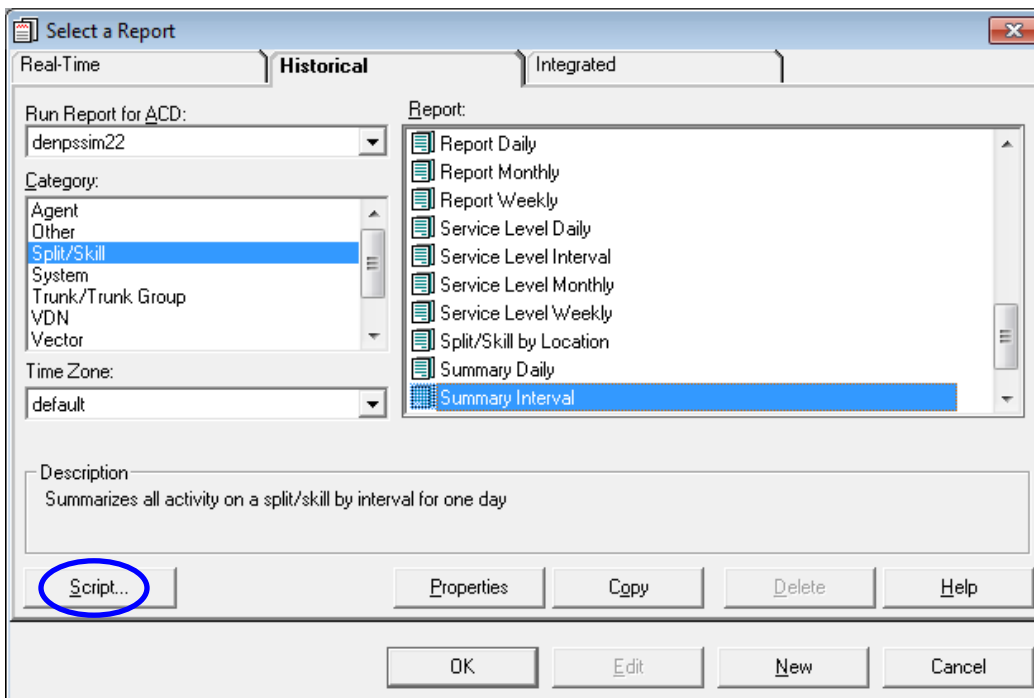 Select a Report
Real-Time
Historical
Integrated
Run Report for ACD:
denpssim22
Category:
Agent
Other
Split/Skill
System
Trunk/Trunk Group
VDN
Vector
Time Zone:
default
Report:
Report Daily
Report Monthly
Report Weekly
Service Level Daily
Service Level Interval
Service Level Monthly
Service Level Weekly
Split/Skill by Location
Summary Daily
Summary Interval
Description
Summarizes all activity on a split/skill by interval for one day
Script...
Properties
Copy
Delete
Help
OK
Edit
New
Cancel